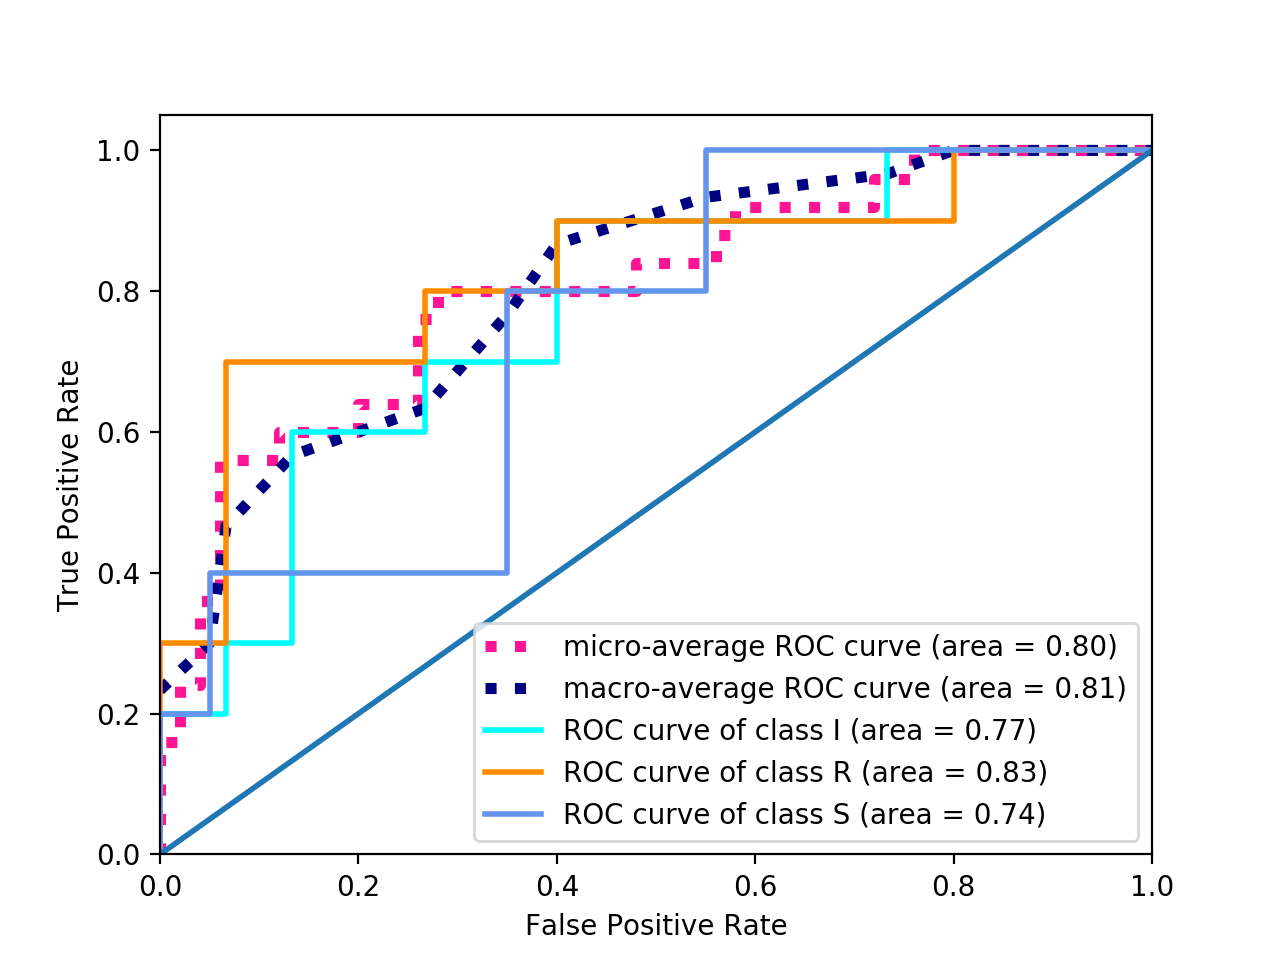 1.0
0.8
0.6
0.4
0.2
0.0
True Positive Rate
micro-average ROC curve (area = 0.80)
macro-average ROC curve (area = 0.81)
ROC curve of class I (area = 0.77)
ROC curve of class R (area = 0.83)
ROC curve of class S (area = 0.74)
0.0 0.2 0.4 0.6 0.8 1.0
False Positive Rate